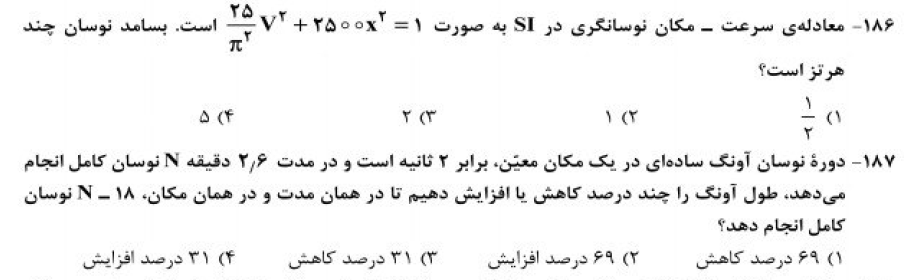 ۱۸۶- معادله‌ی سرعت – مکان نوسانگری در SI به صورت ۲۵/π² V² + ۲۵۰۰x² = ۱ است. بسامد نوسان چند
هرتز است؟
۱) ۱/۲ ۲) ۱ ۳) ۲ ۴) ۵
۱۸۷- دورهٔ نوسان آونگ ساده‌ای در یک مکان معیّن، برابر ۲ ثانیه است و در مدت ۲٫۶ دقیقه N نوسان کامل انجام
می‌دهد، طول آونگ را چند درصد کاهش یا افزایش دهیم تا در همان مدت و در همان مکان، N – ۱۸ نوسان
کامل انجام دهد؟
۱) ۶۹ درصد کاهش ۲) ۶۹ درصد افزایش ۳) ۳۱ درصد کاهش ۴) ۳۱ درصد افزایش